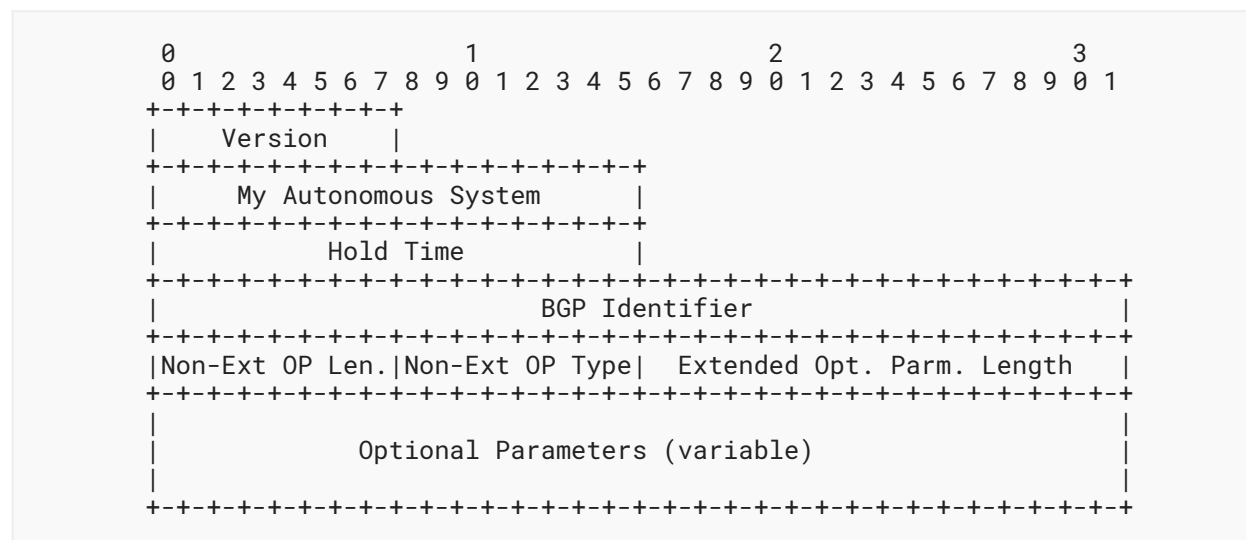 0                   1                   2                   3
 0 1 2 3 4 5 6 7 8 9 0 1 2 3 4 5 6 7 8 9 0 1 2 3 4 5 6 7 8 9 0 1
+-+-+-+-+-+-+-+-+
|    Version    |
+-+-+-+-+-+-+-+-+-+-+-+-+-+-+-+-+
|     My Autonomous System      |
+-+-+-+-+-+-+-+-+-+-+-+-+-+-+-+-+
|           Hold Time           |
+-+-+-+-+-+-+-+-+-+-+-+-+-+-+-+-+-+-+-+-+-+-+-+-+-+-+-+-+-+-+-+-+
|                         BGP Identifier                        |
+-+-+-+-+-+-+-+-+-+-+-+-+-+-+-+-+-+-+-+-+-+-+-+-+-+-+-+-+-+-+-+-+
|Non-Ext OP Len.|Non-Ext OP Type|  Extended Opt. Parm. Length   |
+-+-+-+-+-+-+-+-+-+-+-+-+-+-+-+-+-+-+-+-+-+-+-+-+-+-+-+-+-+-+-+-+
|                                                               |
|             Optional Parameters (variable)                    |
|                                                               |
+-+-+-+-+-+-+-+-+-+-+-+-+-+-+-+-+-+-+-+-+-+-+-+-+-+-+-+-+-+-+-+-+